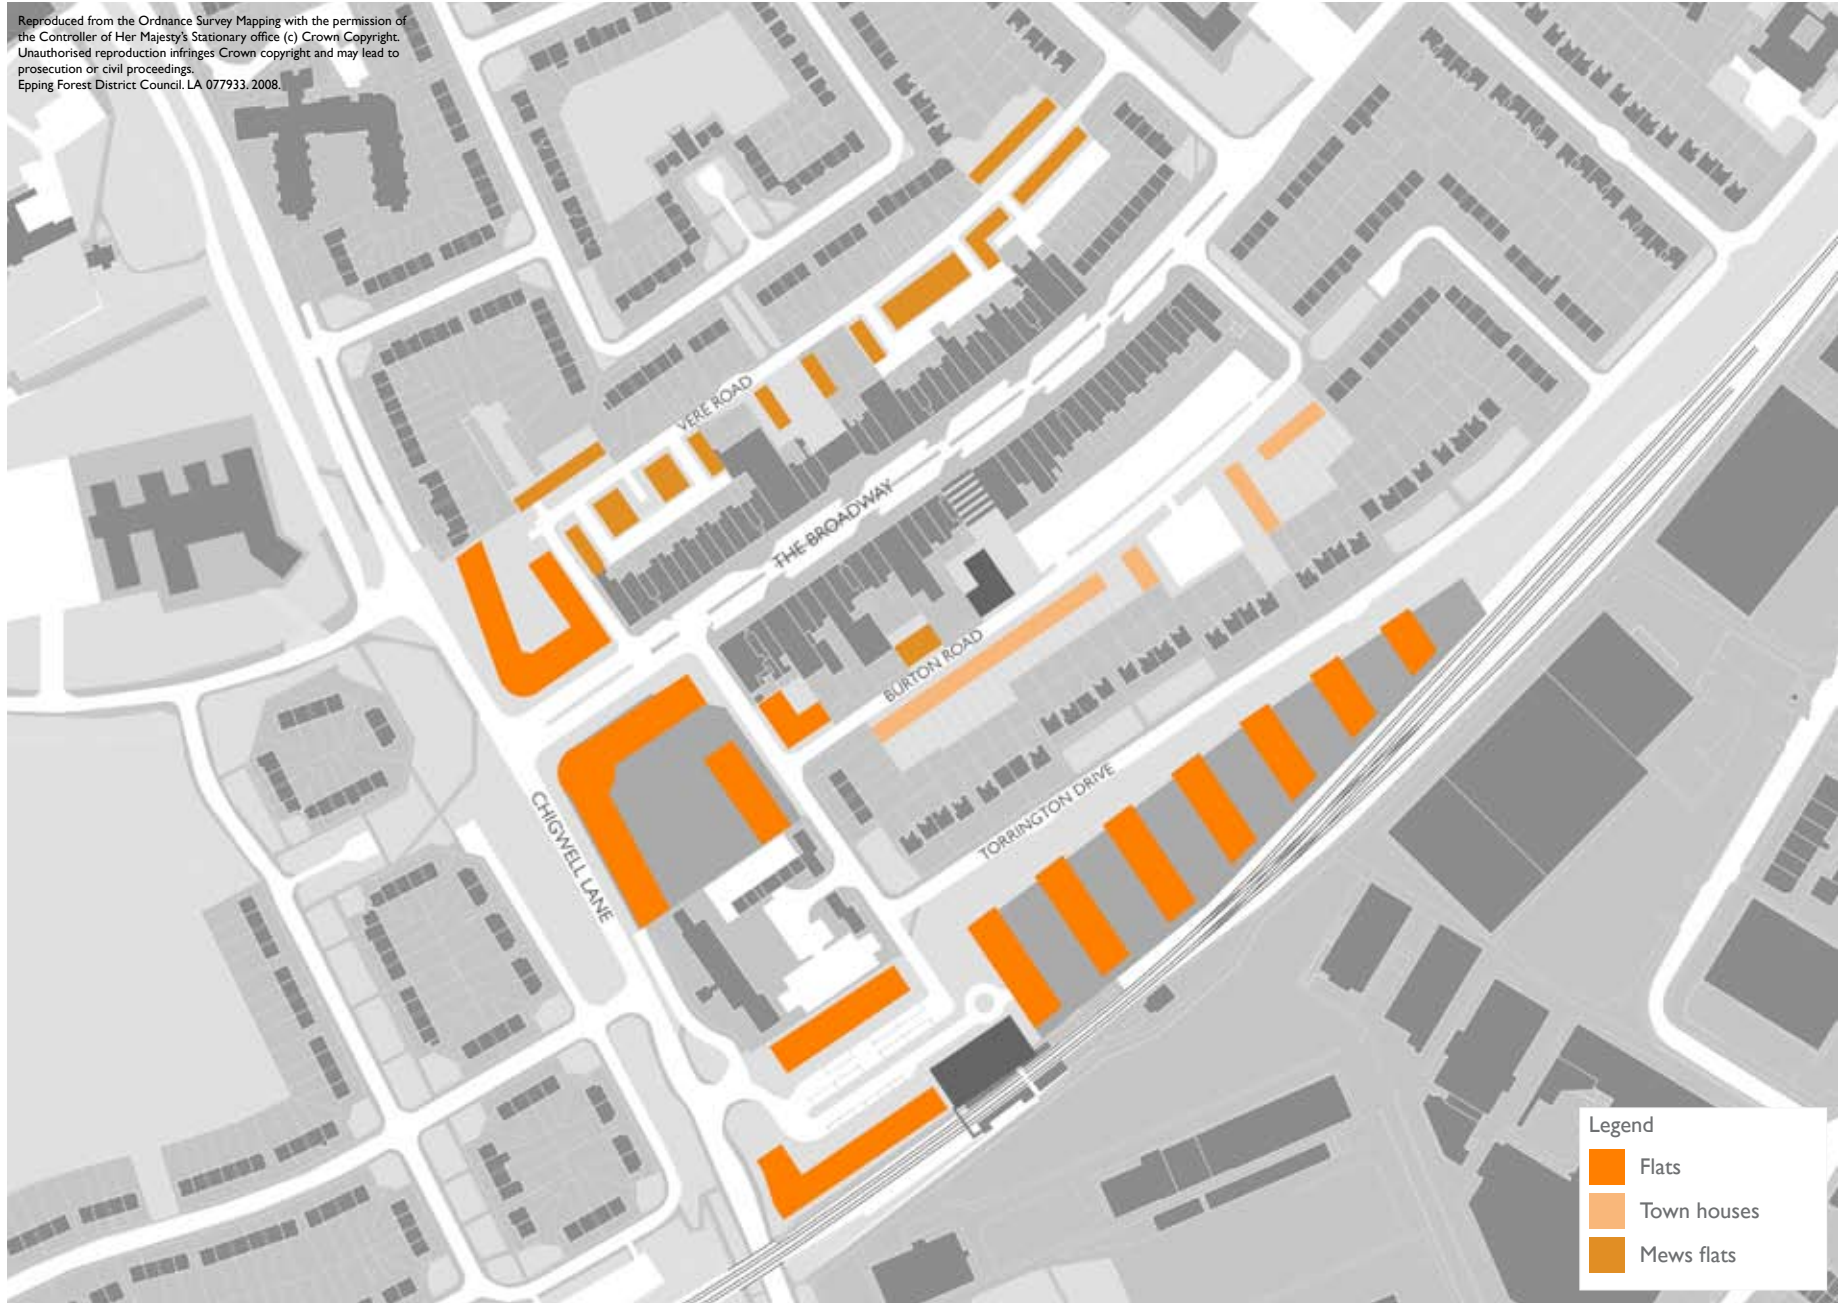 Reproduced from the Ordnance Survey Mapping with the permission of
the Controller of Her Majesty's Stationary office (c) Crown Copyright.
Unauthorised reproduction infringes Crown copyright and may lead to
prosecution or civil proceedings.
Epping Forest District Council. LA 077933. 2008.
VERE ROAD
THE BROADWAY
BURTON ROAD
CHIGWELL LANE
TORRINGTON DRIVE
Legend
Flats
Town houses
Mews flats